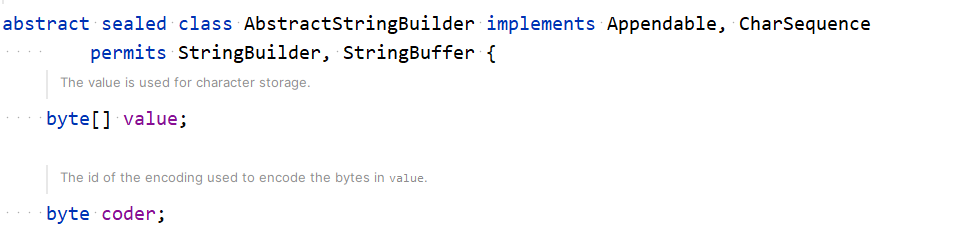 abstract sealed class AbstractStringBuilder implements Appendable, CharSequence
        permits StringBuilder, StringBuffer {
    The value is used for character storage.
    byte[] value;
    The id of the encoding used to encode the bytes in value.
    byte coder;